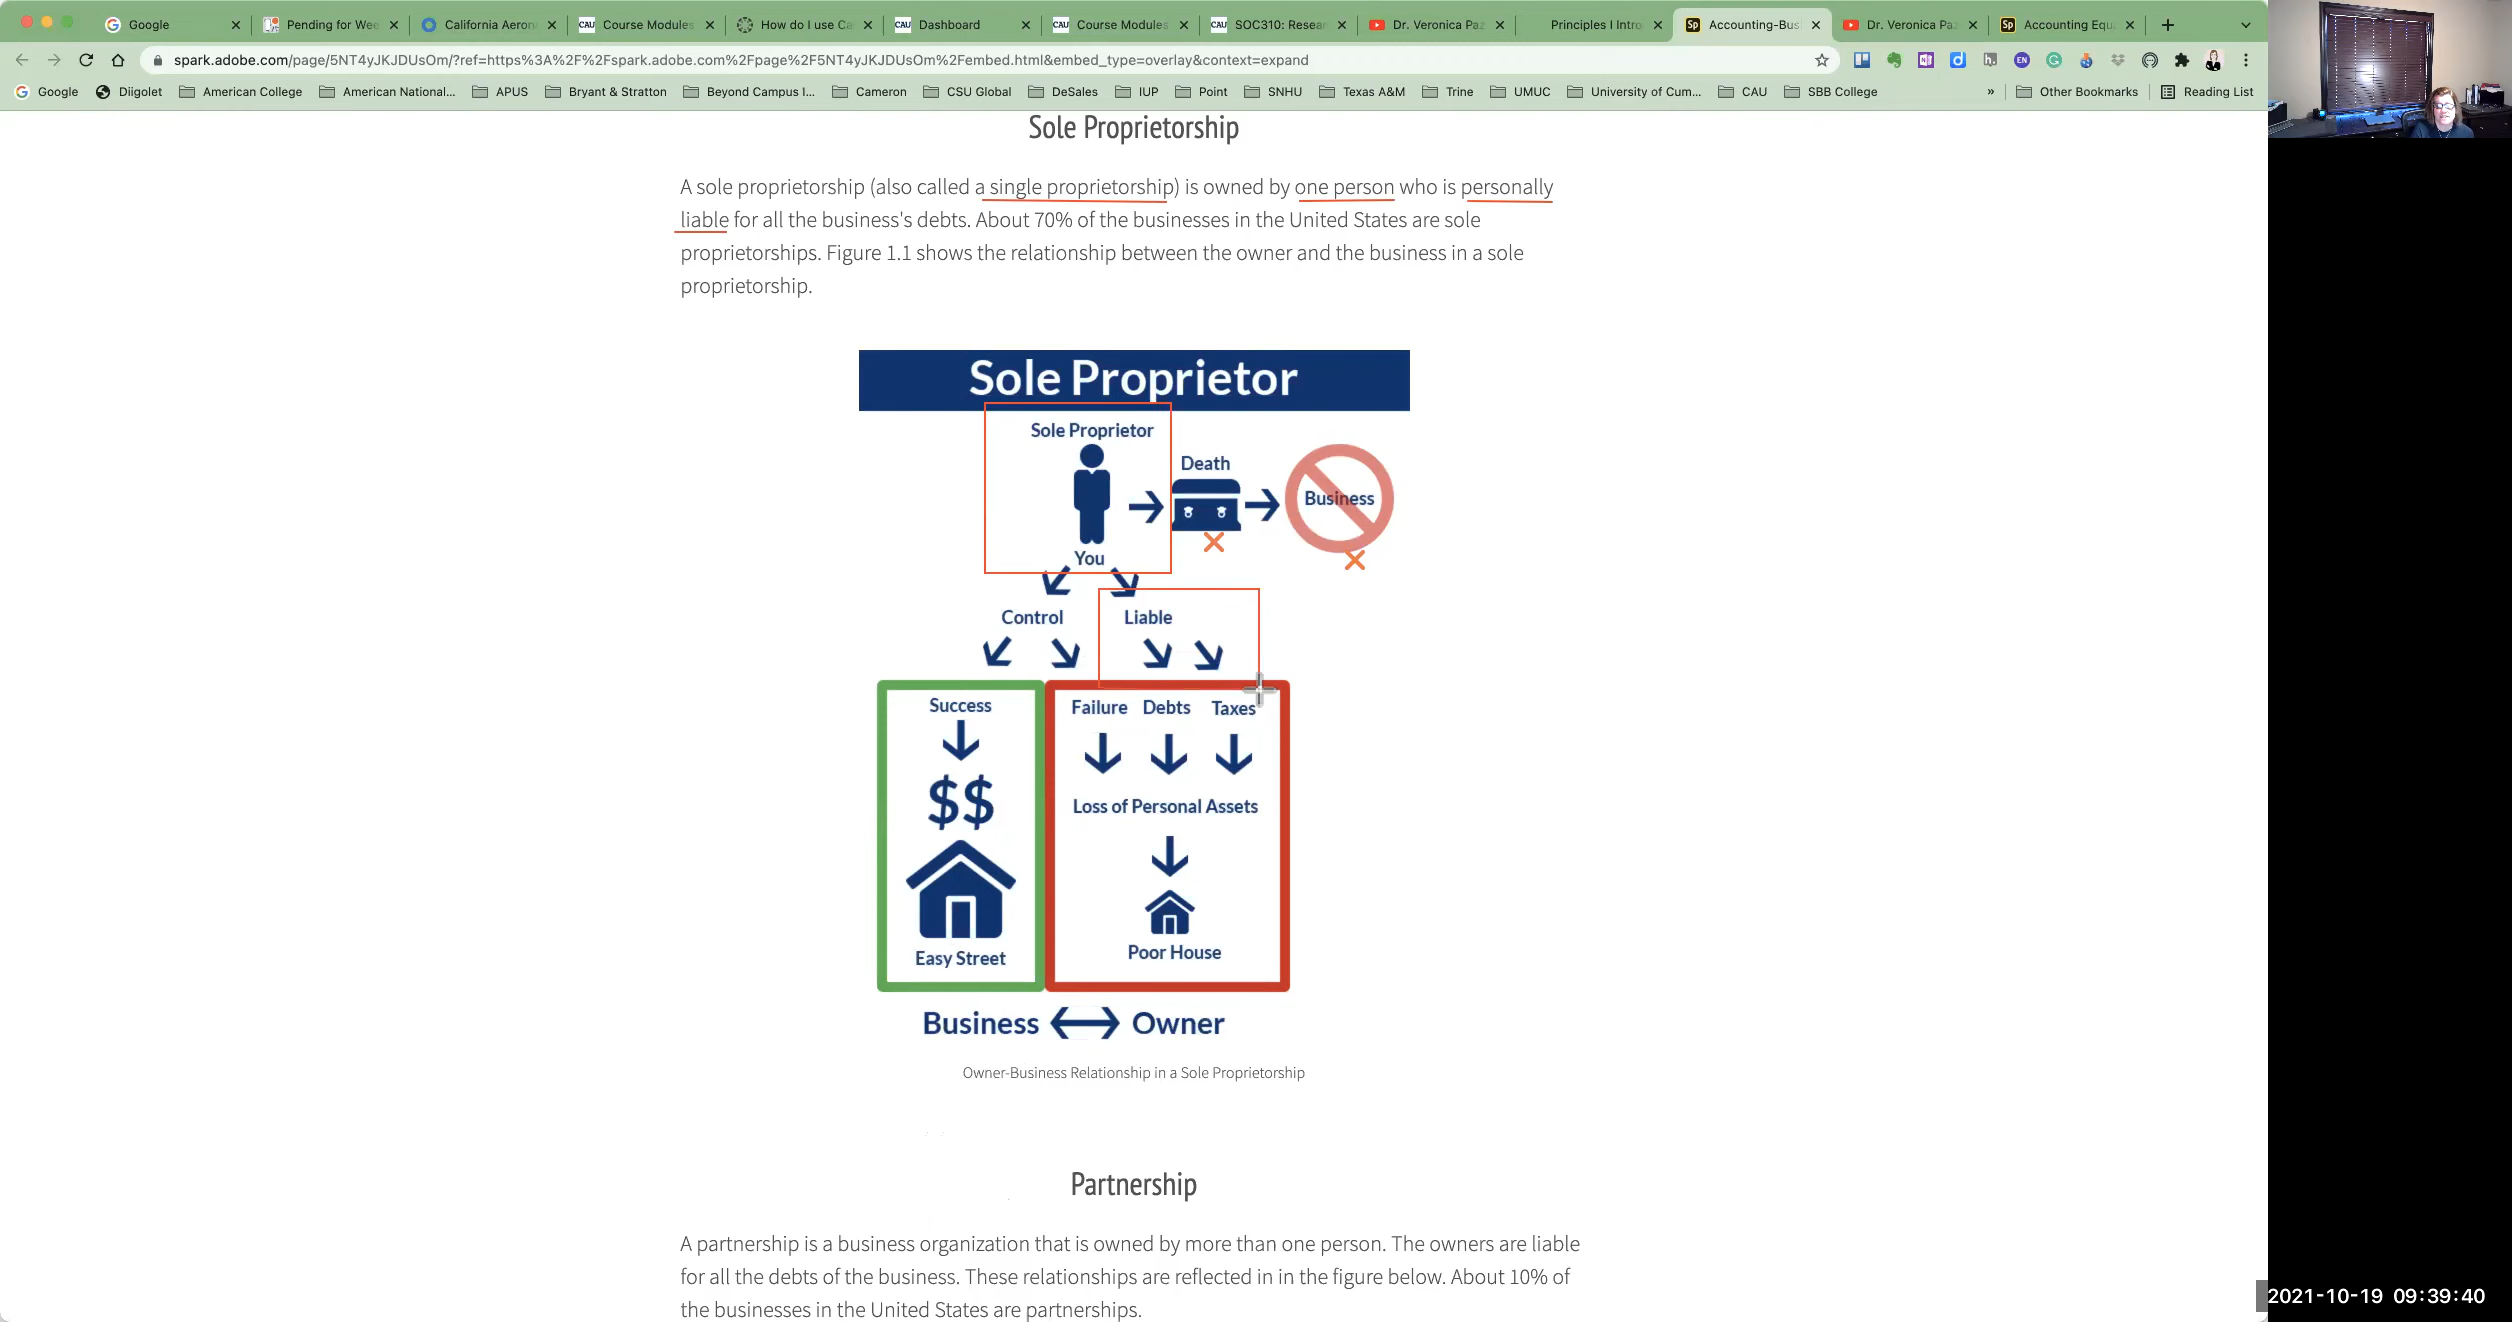 Google
Pending for Wee
California Aeron
CAU Course Modules
How do I use Ca
CAU Dashboard
CAU Course Modules
CAU SOC310: Resear
Dr. Veronica Paz
Principles I Intro
Sp Accounting-Bus
Dr. Veronica Paz
Sp Accounting Equ
spark.adobe.com/page/5NT4yJKJDUsOm/?ref=https%3A%2F%2Fspark.adobe.com%2Fpage%2F5NT4yJKJDUsOm%2Fembed.html&embed_type=overlay&context=expand
Google Diigolet American College American National... APUS Bryant & Stratton Beyond Campus I... Cameron CSU Global DeSales IUP Point SNHU Texas A&M Trine UMUC University of Cum... CAU SBB College » Other Bookmarks Reading List
Sole Proprietorship
A sole proprietorship (also called a single proprietorship) is owned by one person who is personally
liable for all the business's debts. About 70% of the businesses in the United States are sole
proprietorships. Figure 1.1 shows the relationship between the owner and the business in a sole
proprietorship.
Sole Proprietor
Sole Proprietor
Death
Business
You
Control Liable
Success
Failure Debts Taxes
$$
Loss of Personal Assets
Easy Street
Poor House
Business Owner
Owner-Business Relationship in a Sole Proprietorship
Partnership
A partnership is a business organization that is owned by more than one person. The owners are liable
for all the debts of the business. These relationships are reflected in in the figure below. About 10% of
the businesses in the United States are partnerships.
2021-10-19 09:39:40